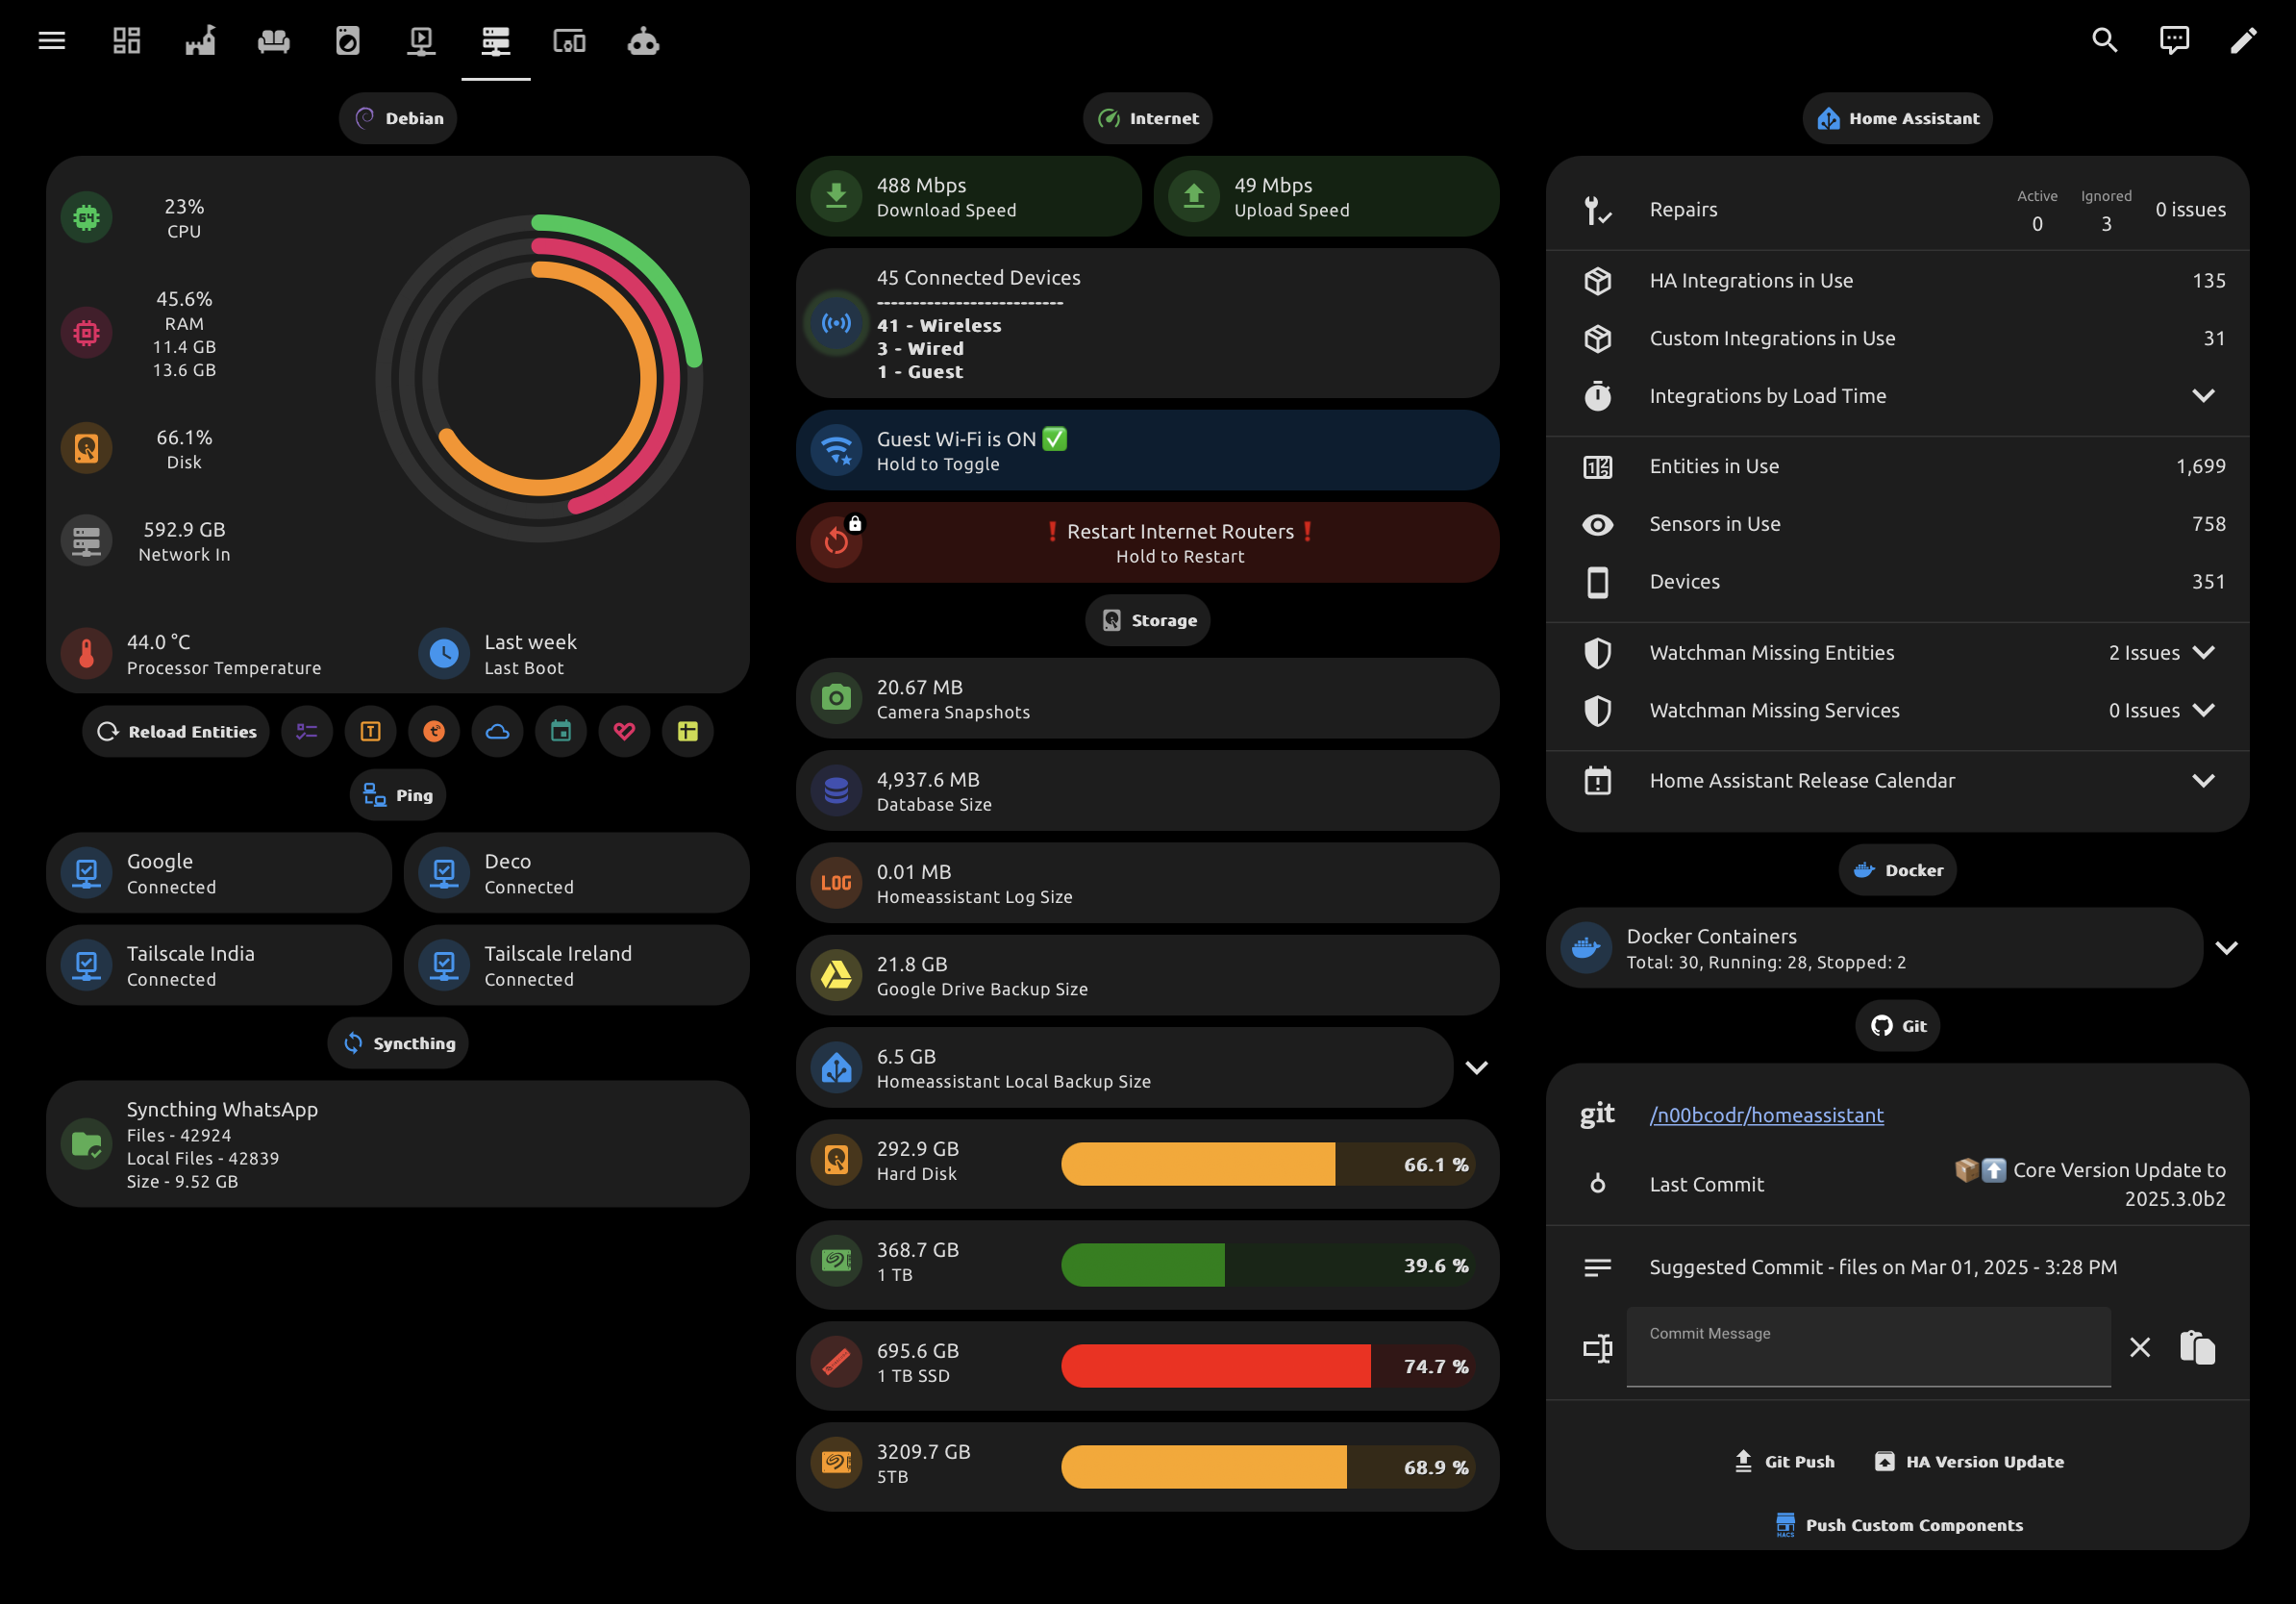 Debian
64
23%
CPU
45.6%
RAM
11.4 GB
13.6 GB
66.1%
Disk
592.9 GB
Network In
44.0 °C
Processor Temperature
Last week
Last Boot
Reload Entities
T
Ping
Google
Connected
Deco
Connected
Tailscale India
Connected
Tailscale Ireland
Connected
Syncthing
Syncthing WhatsApp
Files - 42924
Local Files - 42839
Size - 9.52 GB
Internet
488 Mbps
Download Speed
49 Mbps
Upload Speed
45 Connected Devices
--------------------------
41 - Wireless
3 - Wired
1 - Guest
Guest Wi-Fi is ON ✅
Hold to Toggle
❗ Restart Internet Routers ❗
Hold to Restart
Storage
20.67 MB
Camera Snapshots
4,937.6 MB
Database Size
LOG
0.01 MB
Homeassistant Log Size
21.8 GB
Google Drive Backup Size
6.5 GB
Homeassistant Local Backup Size
292.9 GB
Hard Disk
66.1 %
368.7 GB
1 TB
39.6 %
695.6 GB
1 TB SSD
74.7 %
3209.7 GB
5TB
68.9 %
Home Assistant
Repairs
Active
0
Ignored
3
0 issues
HA Integrations in Use
135
Custom Integrations in Use
31
Integrations by Load Time
Entities in Use
1,699
Sensors in Use
758
Devices
351
Watchman Missing Entities
2 Issues
Watchman Missing Services
0 Issues
Home Assistant Release Calendar
Docker
Docker Containers
Total: 30, Running: 28, Stopped: 2
Git
git
/n00bcodr/homeassistant
Last Commit
📦⬆️ Core Version Update to
2025.3.0b2
Suggested Commit - files on Mar 01, 2025 - 3:28 PM
Commit Message
Git Push
HA Version Update
HACS
Push Custom Components